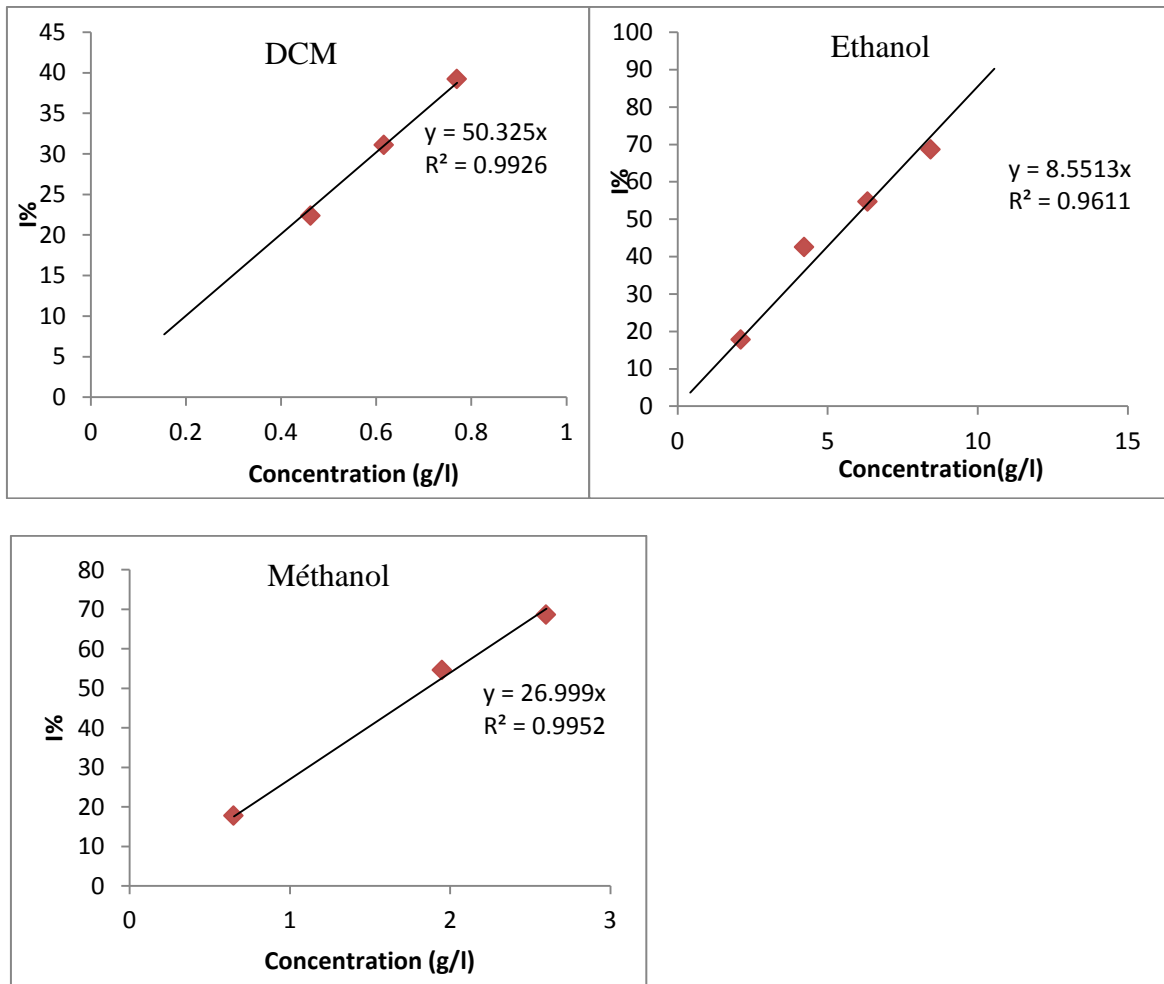 DCM
45
40
35
30
25
20
15
10
5
0
I%
y = 50.325x
R² = 0.9926
0 0.2 0.4 0.6 0.8 1
Concentration (g/l)
Ethanol
100
90
80
70
60
50
40
30
20
10
0
I%
y = 8.5513x
R² = 0.9611
0 5 10 15
Concentration(g/l)
Méthanol
80
70
60
50
40
30
20
10
0
I%
y = 26.999x
R² = 0.9952
0 1 2 3
Concentration (g/l)